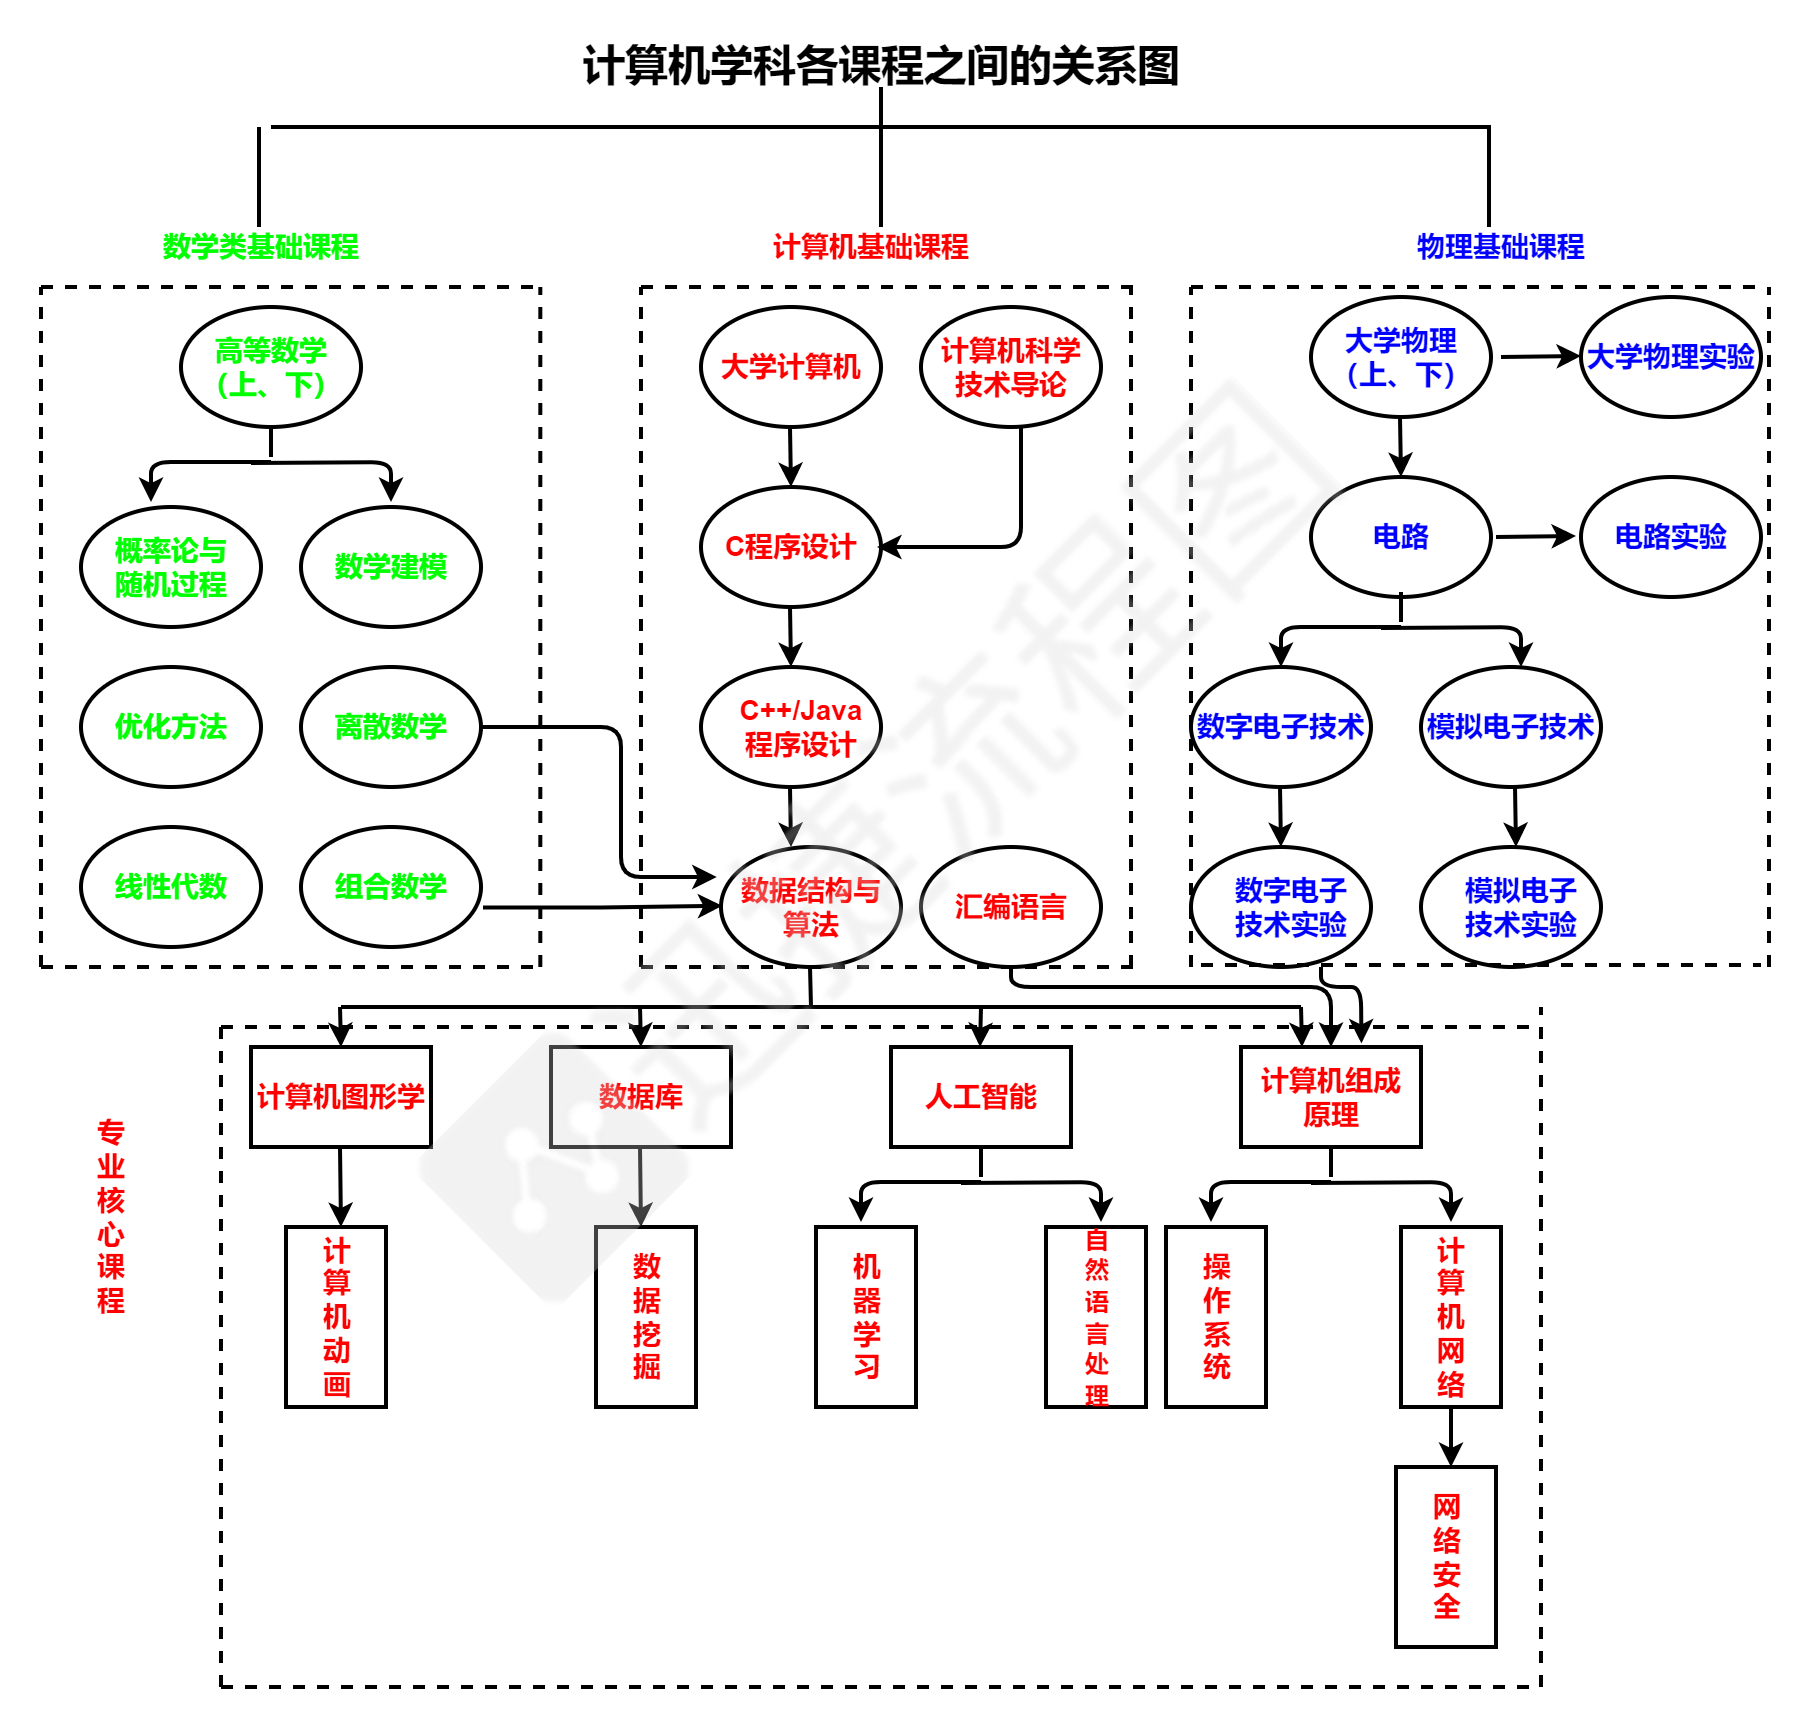 计算机学科各课程之间的关系图
数学类基础课程
计算机基础课程
物理基础课程
高等数学
（上、下）
概率论与
随机过程
数学建模
优化方法
离散数学
线性代数
组合数学
大学计算机
计算机科学
技术导论
C程序设计
C++/Java
程序设计
数据结构与
算法
汇编语言
大学物理
（上、下）
大学物理实验
电路
电路实验
数字电子技术
模拟电子技术
数字电子
技术实验
模拟电子
技术实验
专业核心课程
计算机图形学
数据库
人工智能
计算机组成
原理
计算机动画
数据挖掘
机器学习
自然语言处理
操作系统
计算机网络
网络安全
迅捷流程图